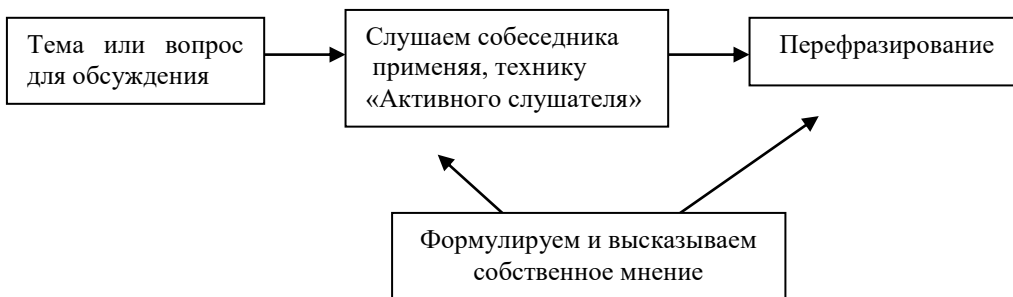 Тема или вопрос
для обсуждения
Слушаем собеседника
применяя, технику
«Активного слушателя»
Перефразирование
Формулируем и высказываем
собственное мнение